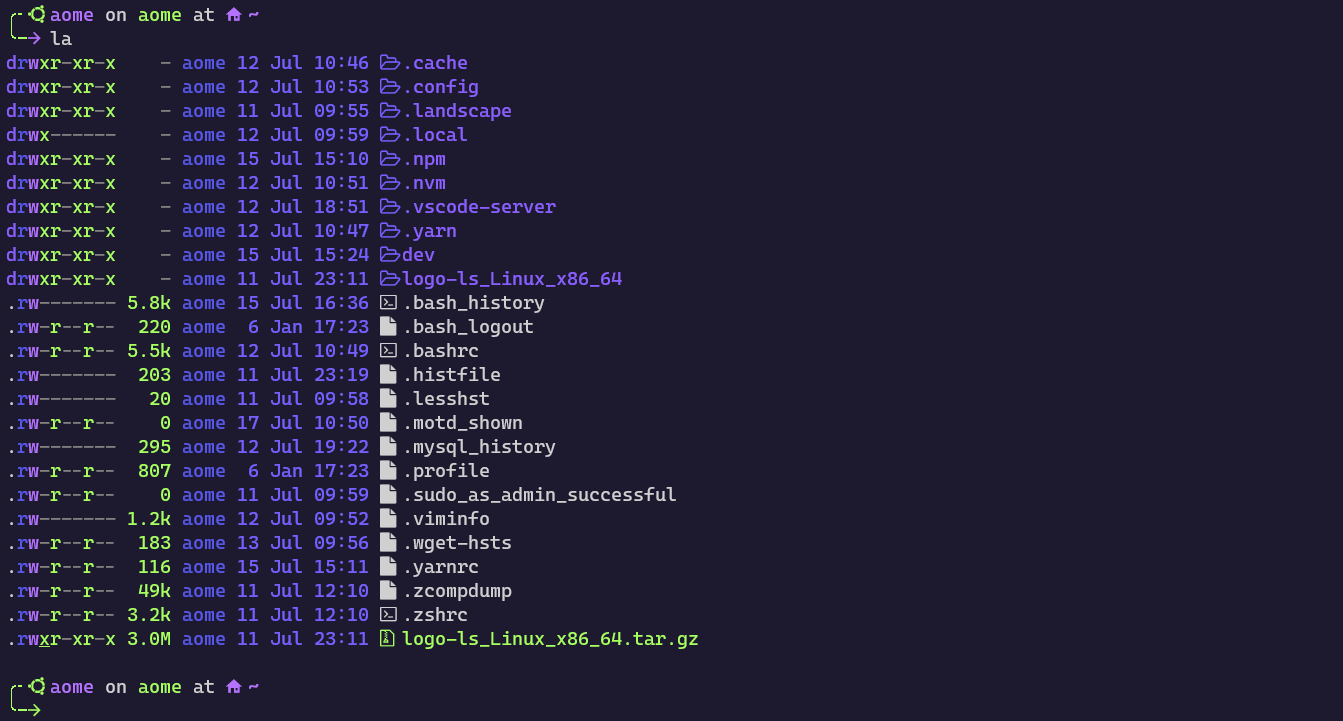 aome on aome at ~
la
drwxr-xr-x    - aome 12 Jul 10:46 .cache
drwxr-xr-x    - aome 12 Jul 10:53 .config
drwxr-xr-x    - aome 11 Jul 09:55 .landscape
drwx------    - aome 12 Jul 09:59 .local
drwxr-xr-x    - aome 15 Jul 15:10 .npm
drwxr-xr-x    - aome 12 Jul 10:51 .nvm
drwxr-xr-x    - aome 12 Jul 18:51 .vscode-server
drwxr-xr-x    - aome 12 Jul 10:47 .yarn
drwxr-xr-x    - aome 15 Jul 15:24 dev
drwxr-xr-x    - aome 11 Jul 23:11 logo-ls_Linux_x86_64
.rw------- 5.8k aome 15 Jul 16:36 .bash_history
.rw-r--r--  220 aome  6 Jan 17:23 .bash_logout
.rw-r--r-- 5.5k aome 12 Jul 10:49 .bashrc
.rw-------  203 aome 11 Jul 23:19 .histfile
.rw-------   20 aome 11 Jul 09:58 .lesshst
.rw-r--r--    0 aome 17 Jul 10:50 .motd_shown
.rw-------  295 aome 12 Jul 19:22 .mysql_history
.rw-r--r--  807 aome  6 Jan 17:23 .profile
.rw-r--r--    0 aome 11 Jul 09:59 .sudo_as_admin_successful
.rw------- 1.2k aome 12 Jul 09:52 .viminfo
.rw-r--r--  183 aome 13 Jul 09:56 .wget-hsts
.rw-r--r--  116 aome 15 Jul 15:11 .yarnrc
.rw-r--r--  49k aome 11 Jul 12:10 .zcompdump
.rw-r--r-- 3.2k aome 11 Jul 12:10 .zshrc
.rwxr-xr-x 3.0M aome 11 Jul 23:11 logo-ls_Linux_x86_64.tar.gz
aome on aome at ~